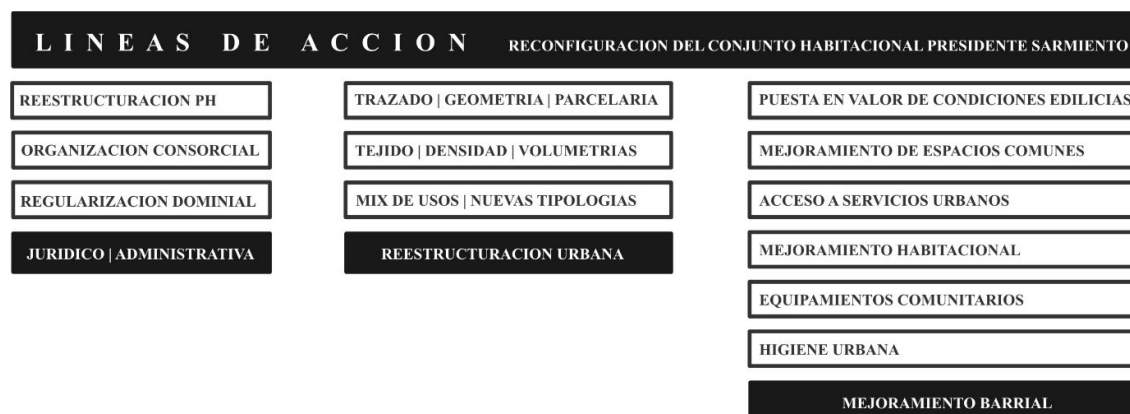 LINEAS DE ACCION RECONFIGURACION DEL CONJUNTO HABITACIONAL PRESIDENTE SARMIENTO
REESTRUCTURACION PH
ORGANIZACION CONSORCIAL
REGULARIZACION DOMINIAL
JURIDICO | ADMINISTRATIVA
TRAZADO | GEOMETRIA | PARCELARIA
TEJIDO | DENSIDAD | VOLUMETRIAS
MIX DE USOS | NUEVAS TIPOLOGIAS
REESTRUCTURACION URBANA
PUESTA EN VALOR DE CONDICIONES EDILICIAS
MEJORAMIENTO DE ESPACIOS COMUNES
ACCESO A SERVICIOS URBANOS
MEJORAMIENTO HABITACIONAL
EQUIPAMIENTOS COMUNITARIOS
HIGIENE URBANA
MEJORAMIENTO BARRIAL